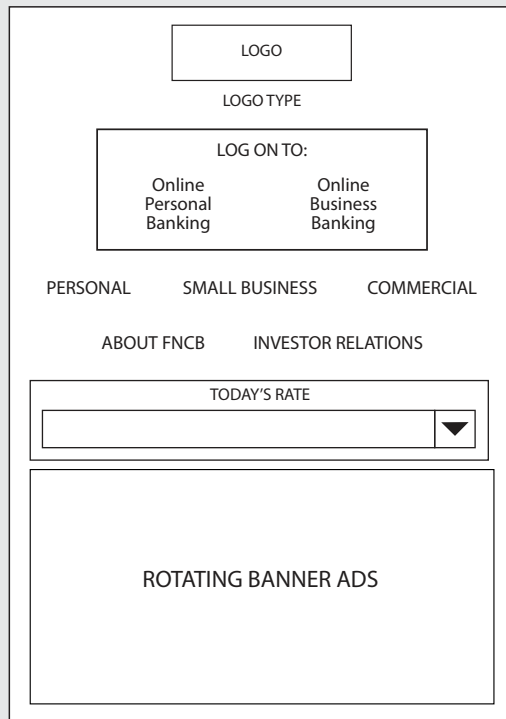 LOGO
LOGO TYPE
LOG ON TO:
Online Personal Banking
Online Business Banking
PERSONAL SMALL BUSINESS COMMERCIAL
ABOUT FNCB INVESTOR RELATIONS
TODAY'S RATE
ROTATING BANNER ADS